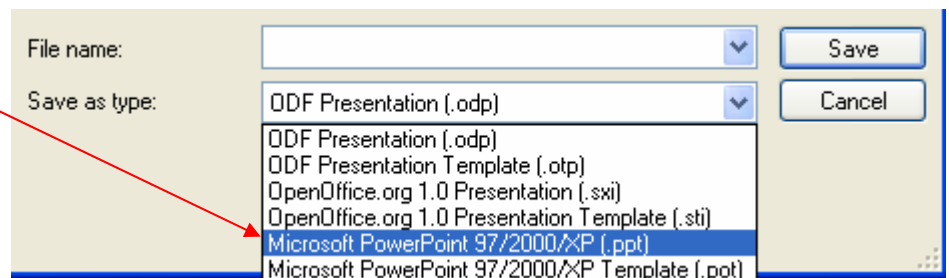 File name:
Save
Save as type:
ODF Presentation (.odp)
Cancel
ODF Presentation (.odp)
ODF Presentation Template (.otp)
OpenOffice.org 1.0 Presentation (.sxi)
OpenOffice.org 1.0 Presentation Template (.sti)
Microsoft PowerPoint 97/2000/XP (.ppt)
Microsoft PowerPoint 97/2000/XP Template (.pot)